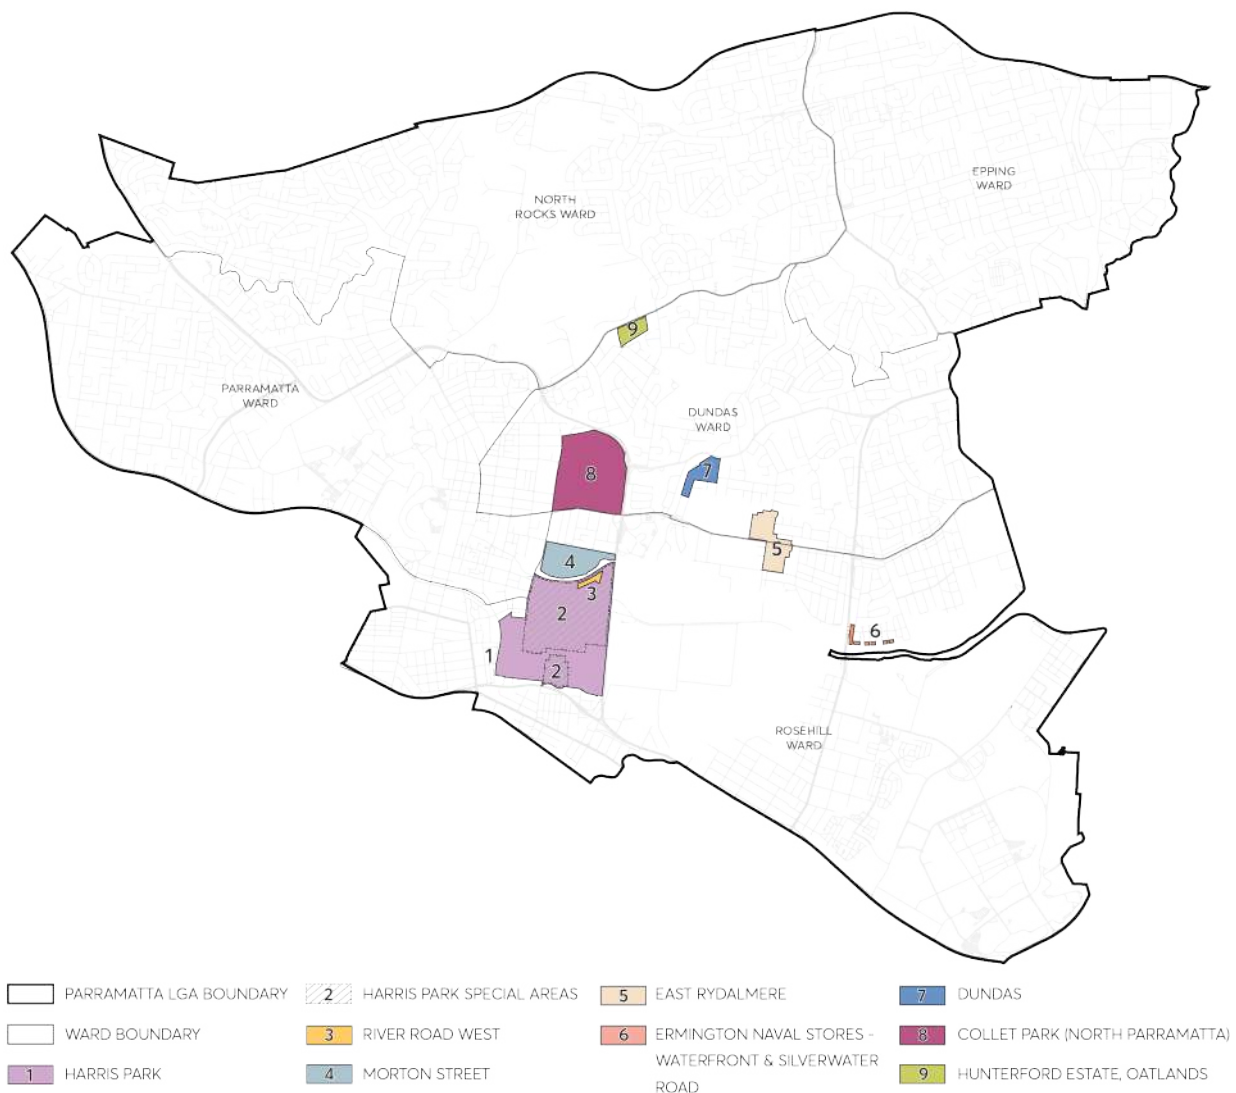 EPPING
WARD
NORTH
ROCKS WARD
9
PARRAMATTA
WARD
DUNDAS
WARD
8
7
5
4
3
2
6
1
2
ROSEHILL
WARD
PARRAMATTA LGA BOUNDARY
WARD BOUNDARY
1 HARRIS PARK
2 HARRIS PARK SPECIAL AREAS
3 RIVER ROAD WEST
4 MORTON STREET
5 EAST RYDALMERE
6 ERMINGTON NAVAL STORES -
WATERFRONT & SILVERWATER
ROAD
7 DUNDAS
8 COLLET PARK (NORTH PARRAMATTA)
9 HUNTERFORD ESTATE, OATLANDS